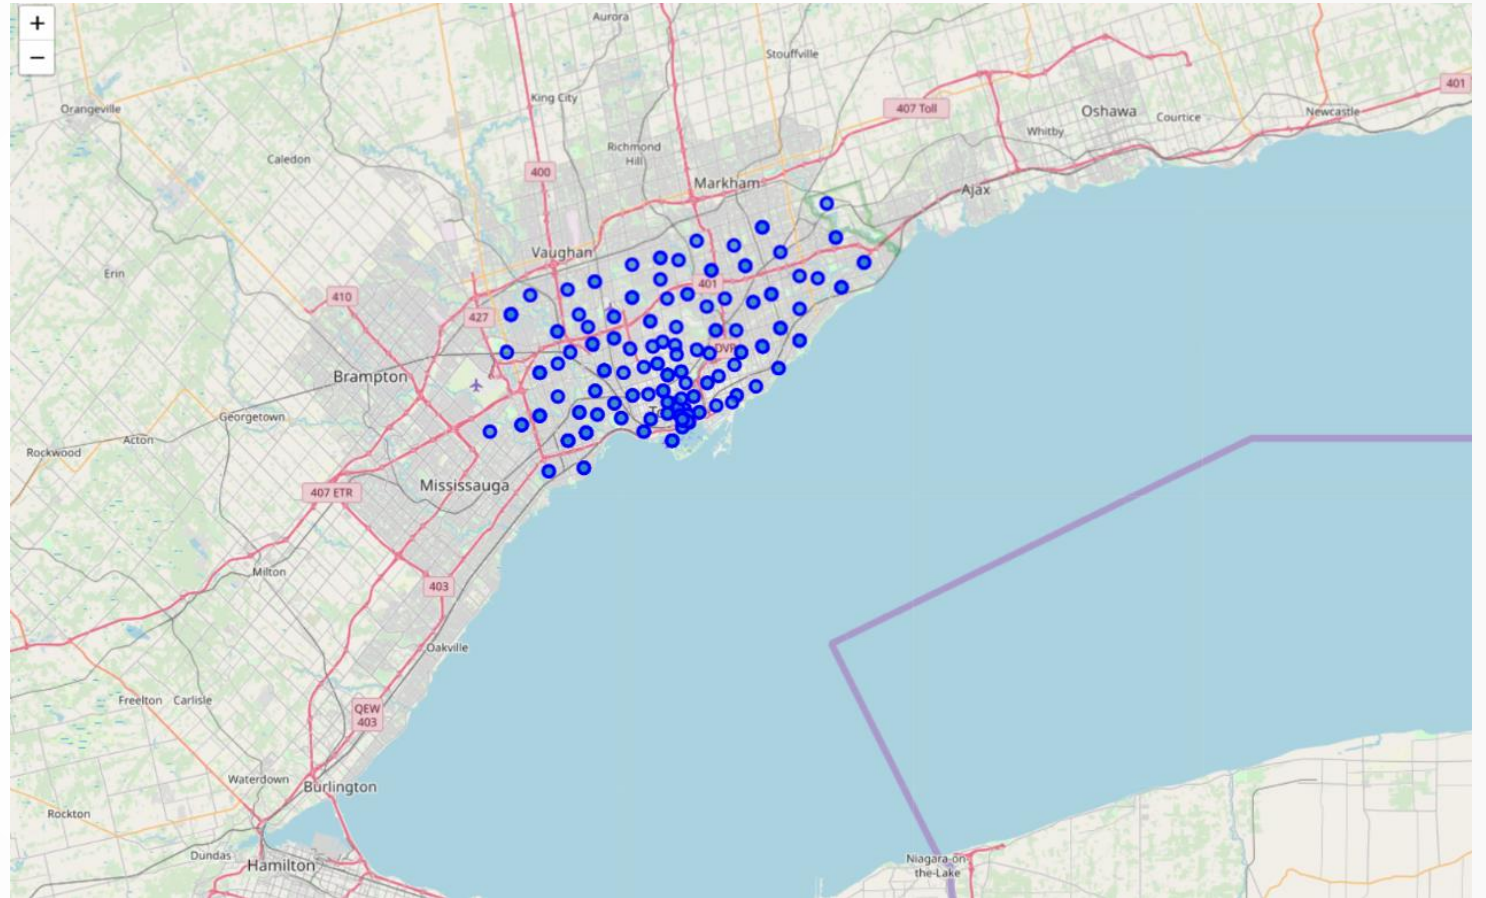 +
−
Aurora
Stouffville
King City
401
Orangeville
407 Toll
Oshawa
Courtice
Newcastle
Whitby
Richmond
Hill
Caledon
400
Markham
Ajax
Vaughan
Erin
401
410
427
DVP
Brampton
Georgetown
Acton
Rockwood
Mississauga
407 ETR
Milton
403
Oakville
Freelton
Carlisle
QEW
403
Waterdown
Burlington
Rockton
Dundas
Hamilton
Niagara-on-
the-Lake